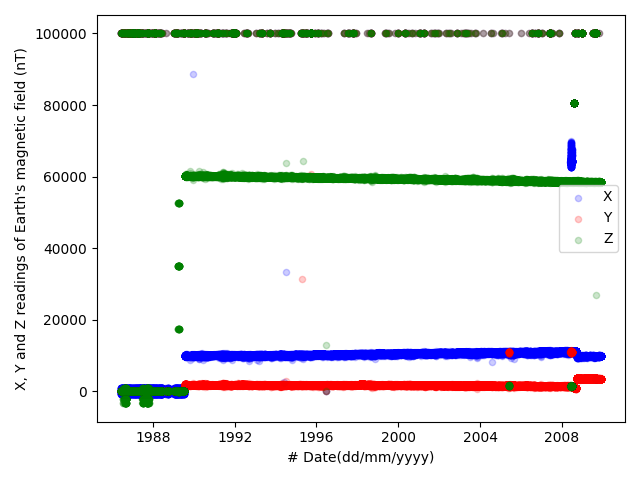 X, Y and Z readings of Earth's magnetic field (nT)
100000
80000
60000
40000
20000
0
X
Y
Z
1988 1992 1996 2000 2004 2008
# Date(dd/mm/yyyy)